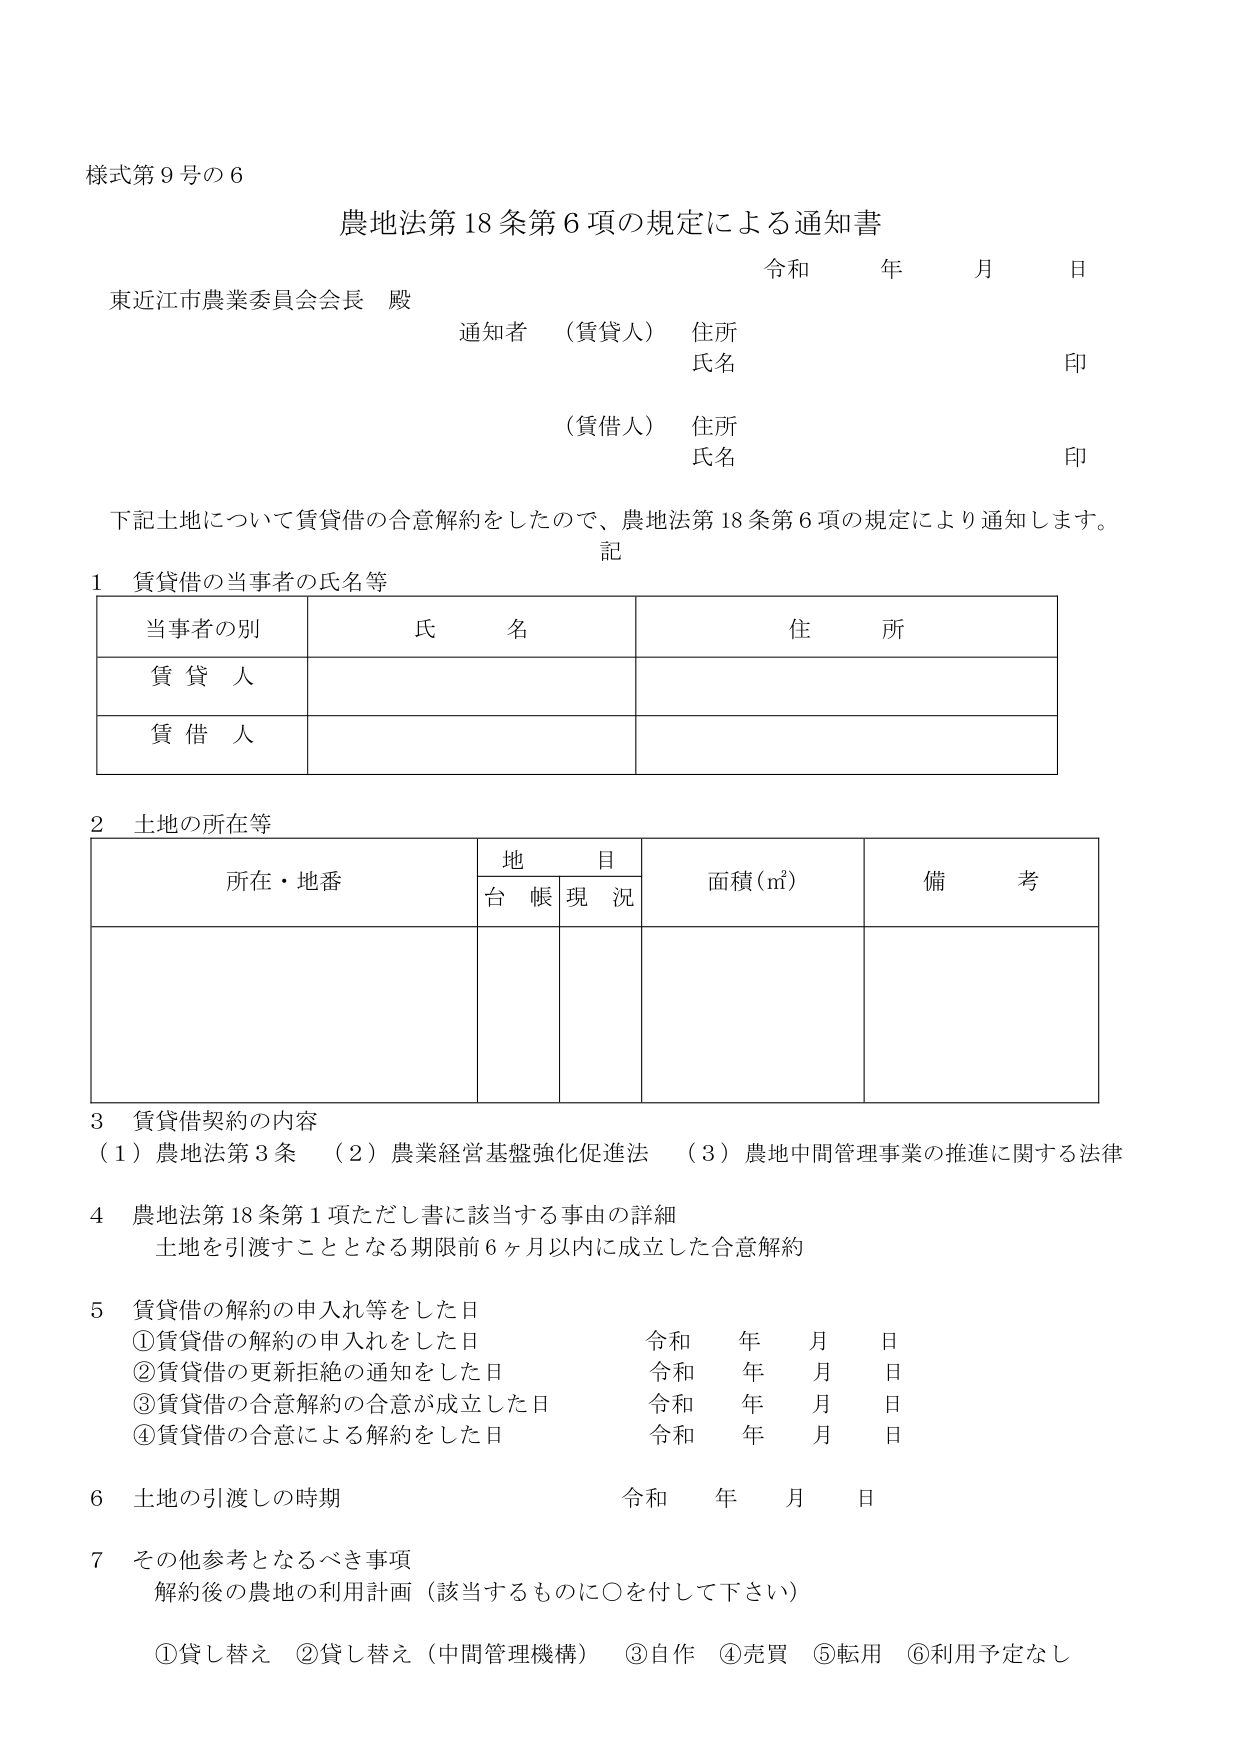 様式第９号の６
農地法第18条第６項の規定による通知書
令和　　　年　　　月　　　日
東近江市農業委員会会長　殿
通知者　（賃貸人）　住所
氏名　　　　　　　　　　　　　　印
（賃借人）　住所
氏名　　　　　　　　　　　　　　印
下記土地について賃貸借の合意解約をしたので、農地法第18条第６項の規定により通知します。
記
１　賃貸借の当事者の氏名等
当事者の別　氏　　　名　住　　　所
賃　貸　人
賃　借　人
２　土地の所在等
所在・地番　地　　　目　面積（㎡）　備　　　考
台　帳　現　況
３　賃貸借契約の内容
（１）農地法第３条　（２）農業経営基盤強化促進法　（３）農地中間管理事業の推進に関する法律
４　農地法第18条第１項ただし書に該当する事由の詳細
土地を引渡すこととなる期限前６ヶ月以内に成立した合意解約
５　賃貸借の解約の申入れ等をした日
①賃貸借の解約の申入れをした日　　　　　　　令和　　年　　月　　日
②賃貸借の更新拒絶の通知をした日　　　　　　令和　　年　　月　　日
③賃貸借の合意解約の合意が成立した日　　　　令和　　年　　月　　日
④賃貸借の合意による解約をした日　　　　　　令和　　年　　月　　日
６　土地の引渡しの時期　　　　　　　　　　　　令和　　年　　月　　日
７　その他参考となるべき事項
解約後の農地の利用計画（該当するものに○を付して下さい）
①貸し替え　②貸し替え（中間管理機構）　③自作　④売買　⑤転用　⑥利用予定なし